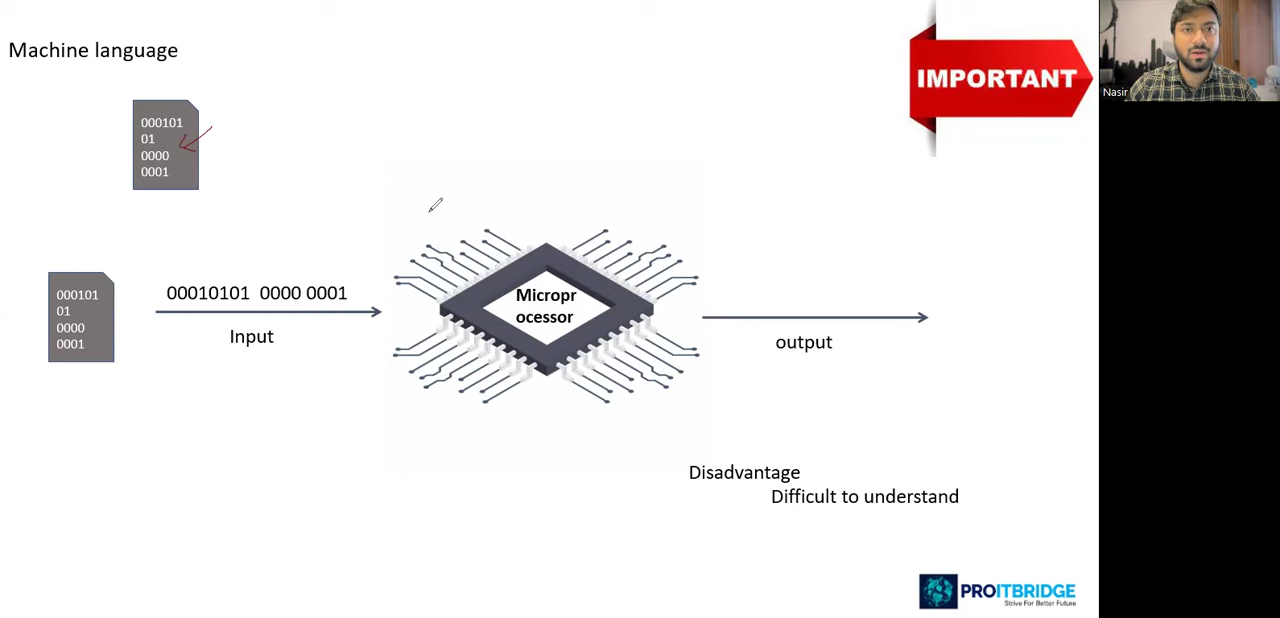 Machine language
IMPORTANT
Nasir
000101
01
0000
0001
000101
01
0000
0001
00010101  0000 0001
Input
Micropr
ocessor
output
Disadvantage
Difficult to understand
PROITBRIDGE
Strive For Better Future